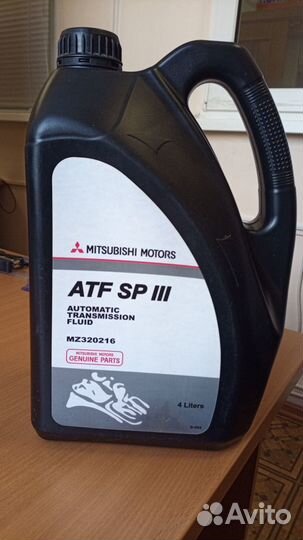 MITSUBISHI MOTORS
ATF SP III
AUTOMATIC
TRANSMISSION
FLUID
MZ320216
MITSUBISHI MOTORS
GENUINE PARTS
4 Liters
Avito